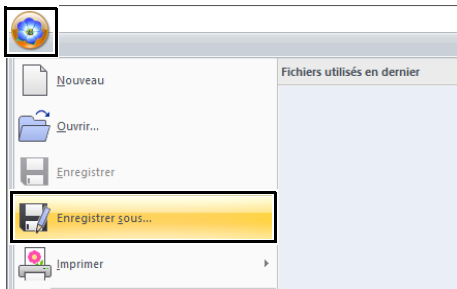 Nouveau
Fichiers utilisés en dernier
Ouvrir...
Enregistrer
Enregistrer sous...
Imprimer